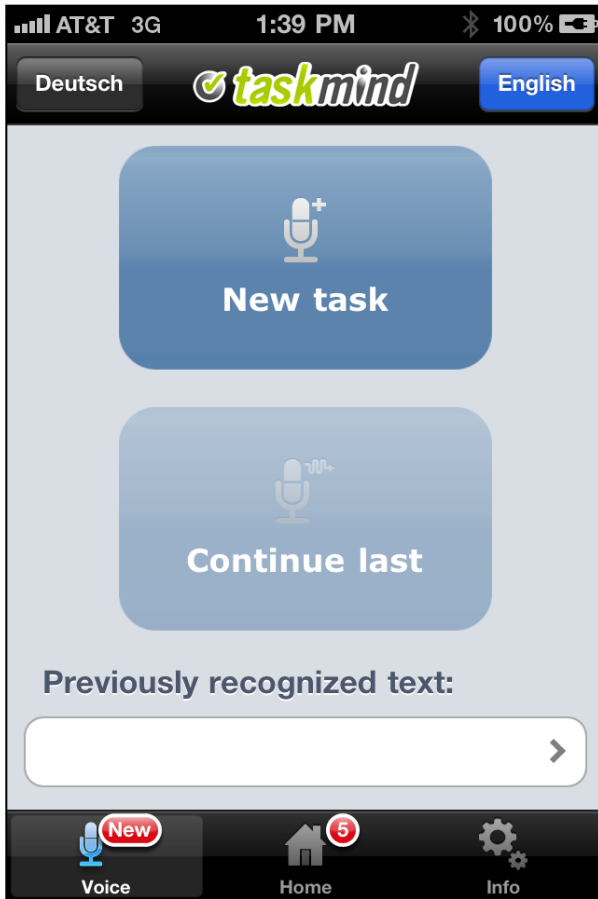 AT&T 3G 1:39 PM 100%
Deutsch taskmind English
New task
Continue last
Previously recognized text:
New 5
Voice Home Info